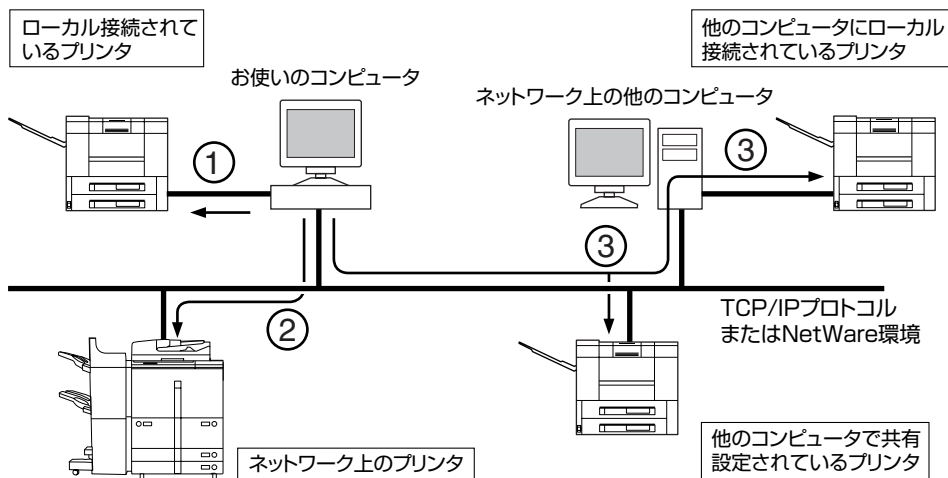 ローカル接続されて
いるプリンタ
他のコンピュータにローカル
接続されているプリンタ
お使いのコンピュータ
ネットワーク上の他のコンピュータ
①
③
③
②
TCP/IPプロトコル
またはNetWare環境
ネットワーク上のプリンタ
他のコンピュータで共有
設定されているプリンタ